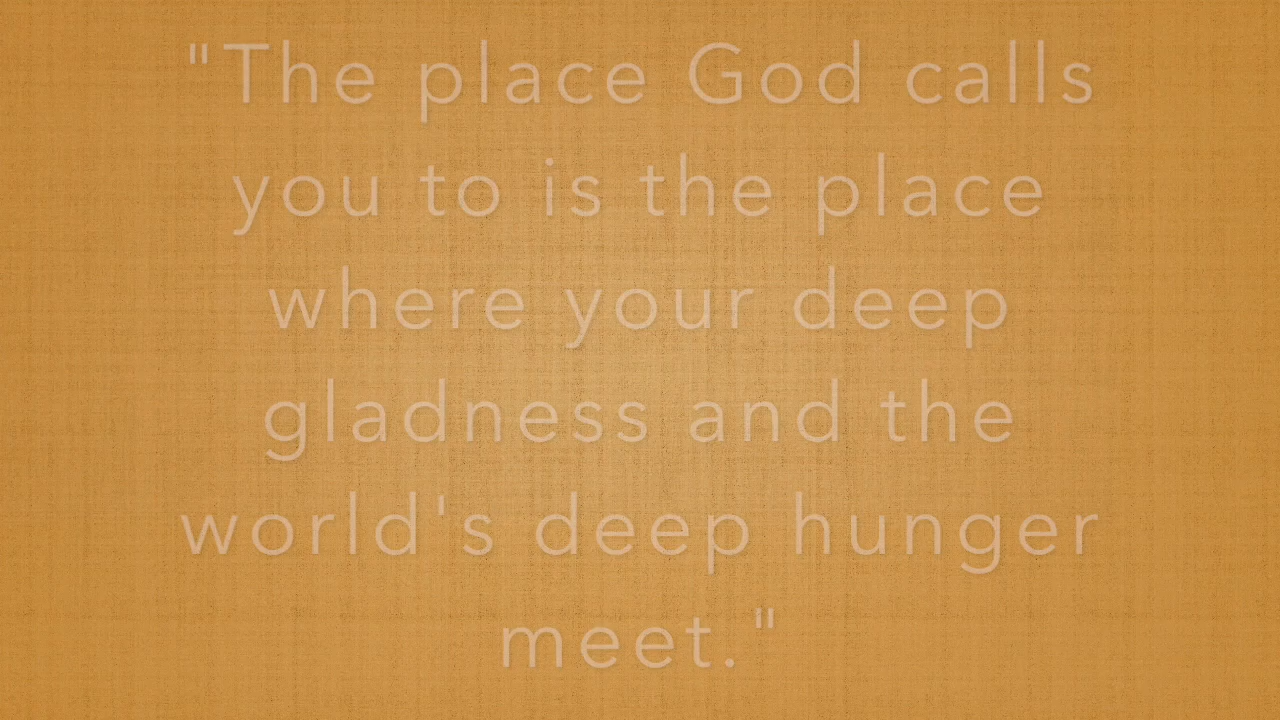 "The place God calls
you to is the place
where your deep
gladness and the
world's deep hunger
meet."